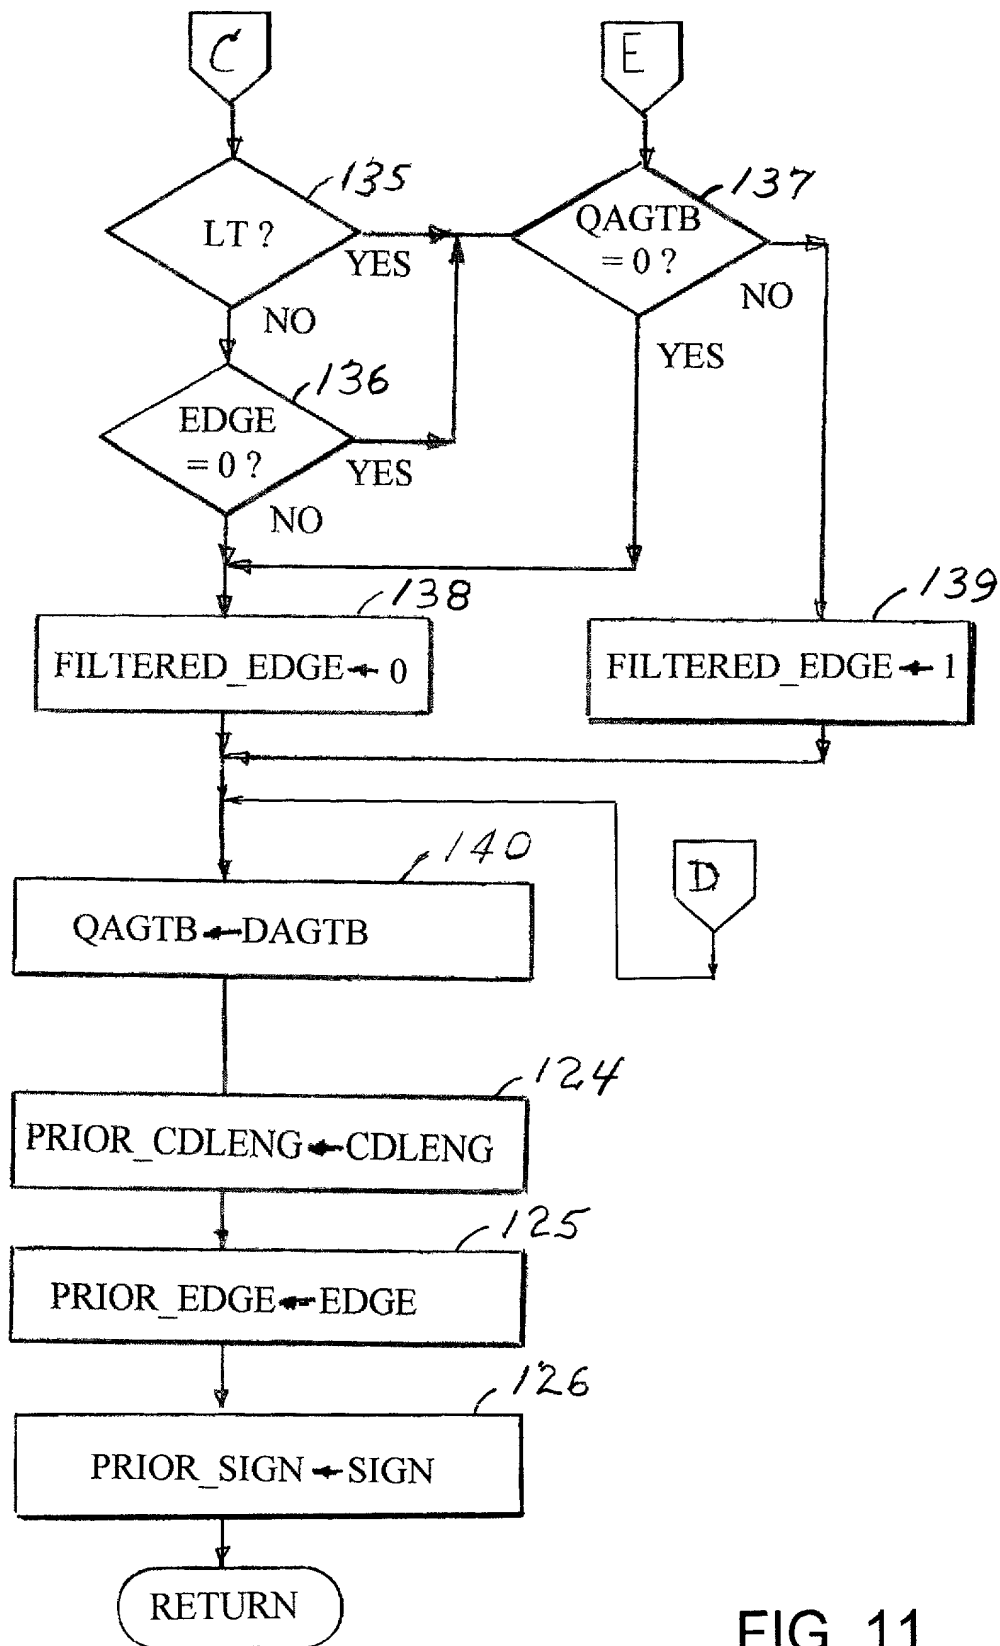 C
E
135
137
LT ?
QAGTB
= 0 ?
YES
NO
NO
YES
136
EDGE
= 0 ?
YES
NO
138
139
FILTERED_EDGE ← 0
FILTERED_EDGE ← 1
140
D
QAGTB ← DAGTB
124
PRIOR_CDLENG ← CDLENG
125
PRIOR_EDGE ← EDGE
126
PRIOR_SIGN ← SIGN
RETURN
FIG. 11